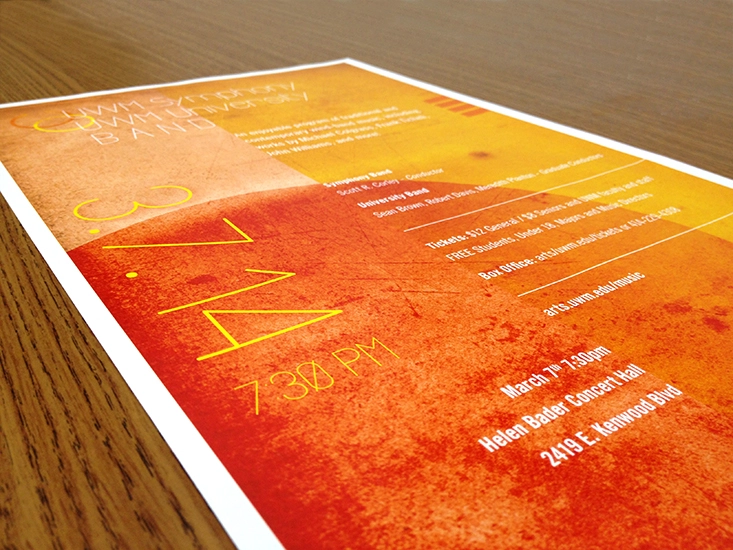 UWM Symphony
UWM University
BAND
An enjoyable program of traditional and
contemporary wind band music, including
works by Michael Colgrass, Frank Ticheli,
Williams, and more!
Symphony Band
Scott R. Corley - Conductor
University Band
Sean Brown, Robert Davis, - Graduate Conductors
Tickets: $12 General / $8 Seniors and UWM faculty and staff
FREE Students , Under 18, Majors and Music Directors
Box Office: arts/uwm.edu/tickets or 414-229-4308
arts.uwm.edu/music
3.7.14
7 30 PM
March 7th 7:30pm
Helen Bader Concert Hall
2419 E. Kenwood Blvd